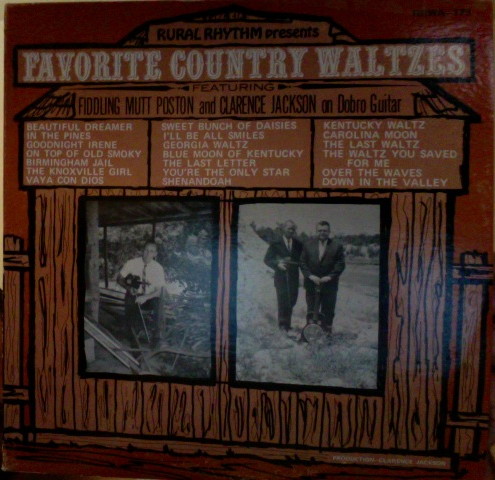 RURAL RHYTHM presents
FAVORITE COUNTRY WALTZES
FEATURING
FIDDLING MUTT POSTON and CLARENCE JACKSON on Dobro Guitar
BEAUTIFUL DREAMER
IN THE PINES
GOODNIGHT IRENE
ON TOP OF OLD SMOKY
BIRMINGHAM JAIL
THE KNOXVILLE GIRL
VAYA CON DIOS
SWEET BUNCH OF DAISIES
I'LL BE ALL SMILES
GEORGIA WALTZ
BLUE MOON OF KENTUCKY
THE LAST LETTER
YOU'RE THE ONLY STAR
SHENANDOAH
KENTUCKY WALTZ
CAROLINA MOON
THE LAST WALTZ
THE WALTZ YOU SAVED
FOR ME
OVER THE WAVES
DOWN IN THE VALLEY
PRODUCTION: CLARENCE JACKSON